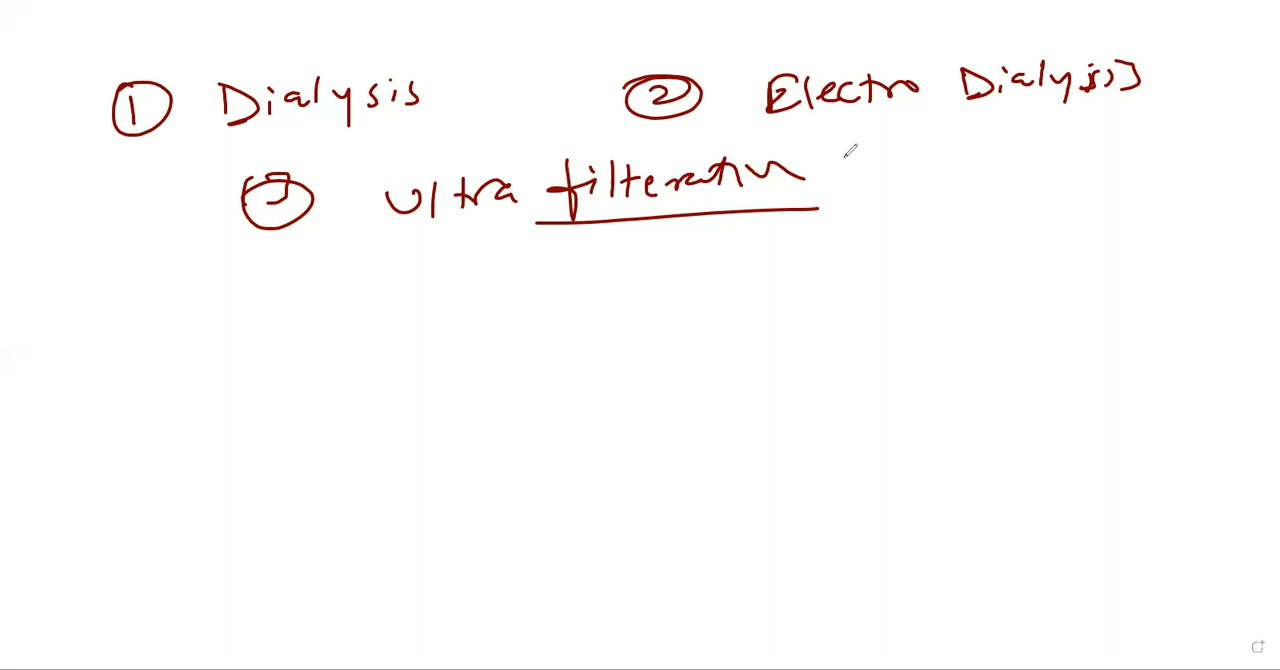 ① Dialysis ② Electro Dialysis
③ Ultra filteration